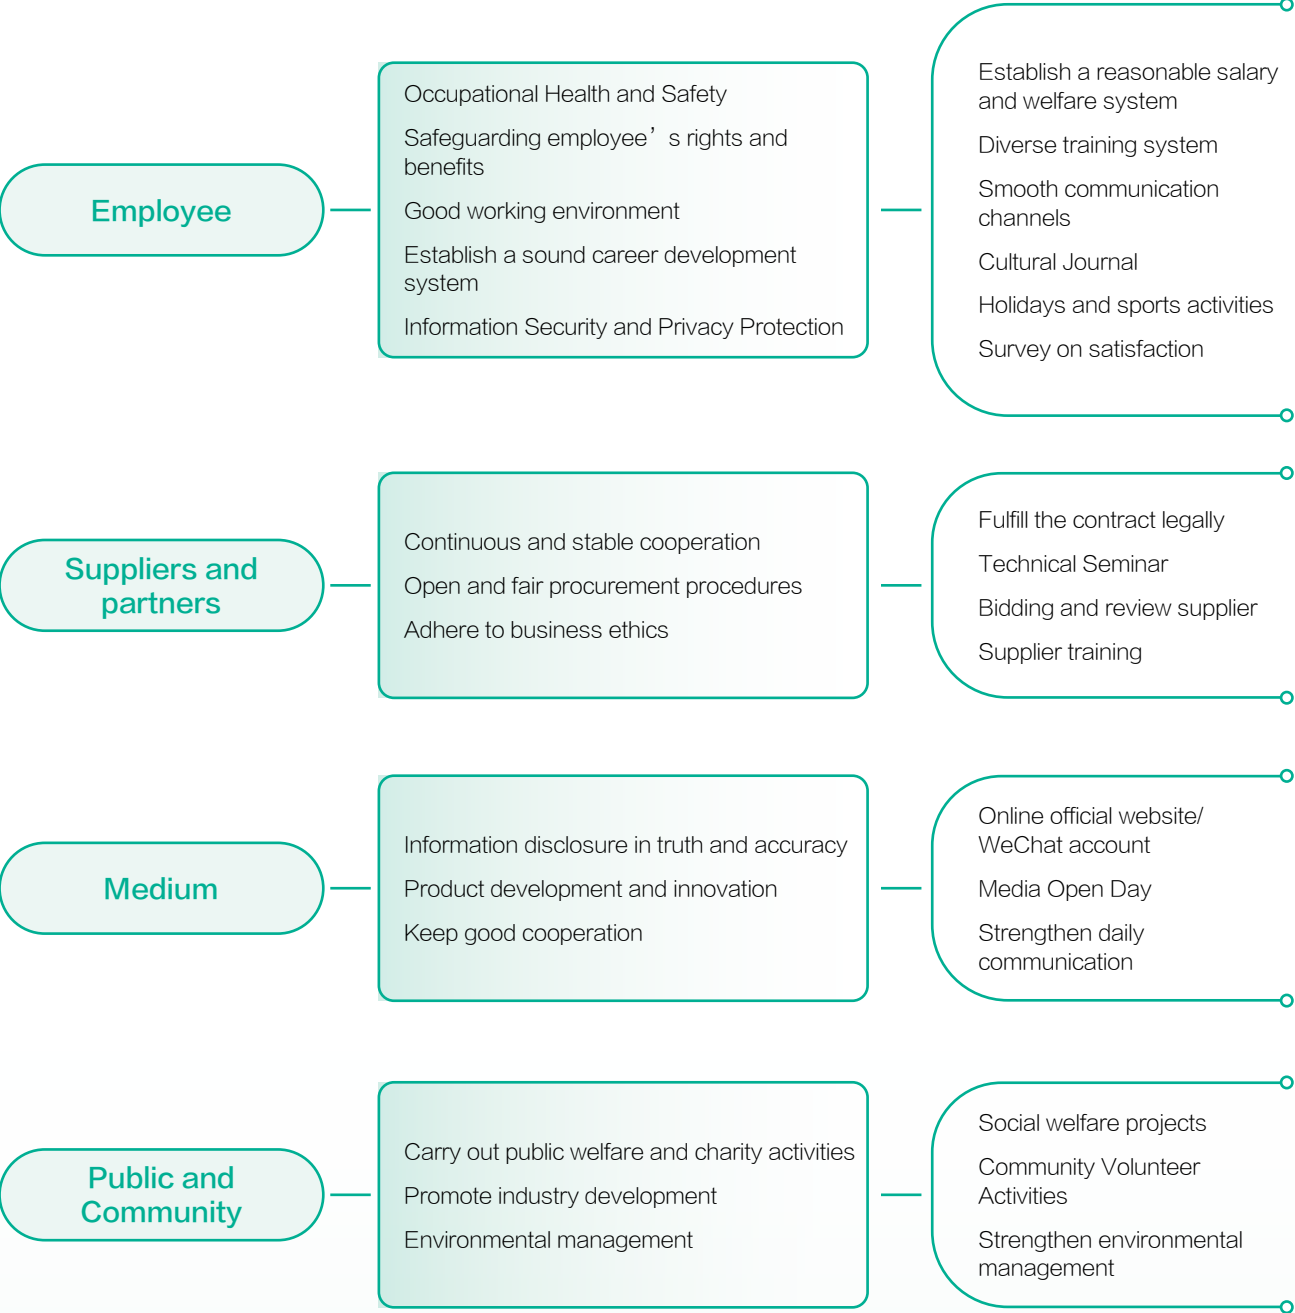 Employee
Occupational Health and Safety
Safeguarding employee’s rights and
benefits
Good working environment
Establish a sound career development
system
Information Security and Privacy Protection
Establish a reasonable salary
and welfare system
Diverse training system
Smooth communication
channels
Cultural Journal
Holidays and sports activities
Survey on satisfaction
Suppliers and
partners
Continuous and stable cooperation
Open and fair procurement procedures
Adhere to business ethics
Fulfill the contract legally
Technical Seminar
Bidding and review supplier
Supplier training
Medium
Information disclosure in truth and accuracy
Product development and innovation
Keep good cooperation
Online official website/
WeChat account
Media Open Day
Strengthen daily
communication
Public and
Community
Carry out public welfare and charity activities
Promote industry development
Environmental management
Social welfare projects
Community Volunteer
Activities
Strengthen environmental
management